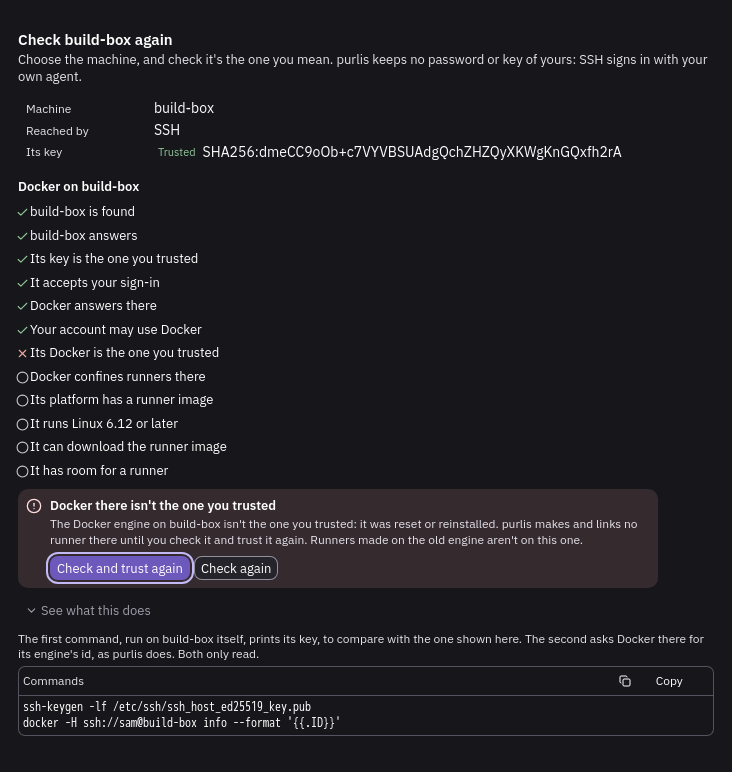 Check build-box again
Choose the machine, and check it's the one you mean. purlis keeps no password or key of yours: SSH signs in with your
own agent.
Machine build-box
Reached by SSH
Its key Trusted SHA256:dmeCC9oOb+c7VYVBSUAdgQchZHZQyXKWgKnGQxfh2rA
Docker on build-box
build-box is found
build-box answers
Its key is the one you trusted
It accepts your sign-in
Docker answers there
Your account may use Docker
Its Docker is the one you trusted
Docker confines runners there
Its platform has a runner image
It runs Linux 6.12 or later
It can download the runner image
It has room for a runner
Docker there isn't the one you trusted
The Docker engine on build-box isn't the one you trusted: it was reset or reinstalled. purlis makes and links no
runner there until you check it and trust it again. Runners made on the old engine aren't on this one.
Check and trust again Check again
See what this does
The first command, run on build-box itself, prints its key, to compare with the one shown here. The second asks Docker there for
its engine's id, as purlis does. Both only read.
Commands Copy
ssh-keygen -lf /etc/ssh/ssh_host_ed25519_key.pub
docker -H ssh://sam@build-box info --format '{{.ID}}'